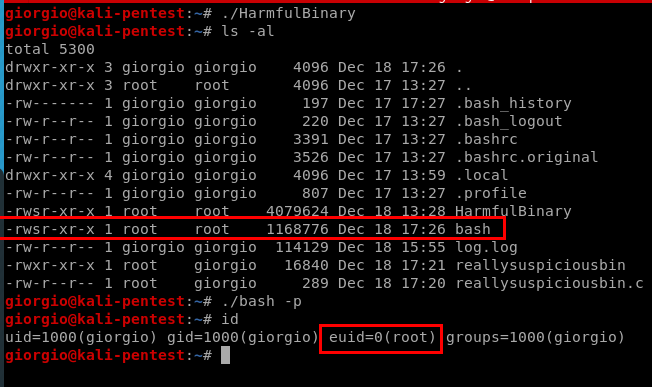 giorgio@kali-pentest:~# ./HarmfulBinary
giorgio@kali-pentest:~# ls -al
total 5300
drwxr-xr-x 3 giorgio giorgio    4096 Dec 18 17:26 .
drwxr-xr-x 3 root    root       4096 Dec 17 13:27 ..
-rw------- 1 giorgio giorgio     197 Dec 17 17:27 .bash_history
-rw-r--r-- 1 giorgio giorgio     220 Dec 17 13:27 .bash_logout
-rw-r--r-- 1 giorgio giorgio    3391 Dec 17 13:27 .bashrc
-rw-r--r-- 1 giorgio giorgio    3526 Dec 17 13:27 .bashrc.original
drwxr-xr-x 4 giorgio giorgio    4096 Dec 17 13:59 .local
-rw-r--r-- 1 giorgio giorgio     807 Dec 17 13:27 .profile
-rwsr-xr-x 1 root    root    4079624 Dec 18 13:28 HarmfulBinary
-rwsr-xr-x 1 root    root    1168776 Dec 18 17:26 bash
-rw-r--r-- 1 giorgio giorgio  114129 Dec 18 15:55 log.log
-rwxr-xr-x 1 root    giorgio   16840 Dec 18 17:21 reallysuspiciousbin
-rw-r--r-- 1 root    giorgio     289 Dec 18 17:20 reallysuspiciousbin.c
giorgio@kali-pentest:~# ./bash -p
giorgio@kali-pentest:~# id
uid=1000(giorgio) gid=1000(giorgio) euid=0(root) groups=1000(giorgio)
giorgio@kali-pentest:~#